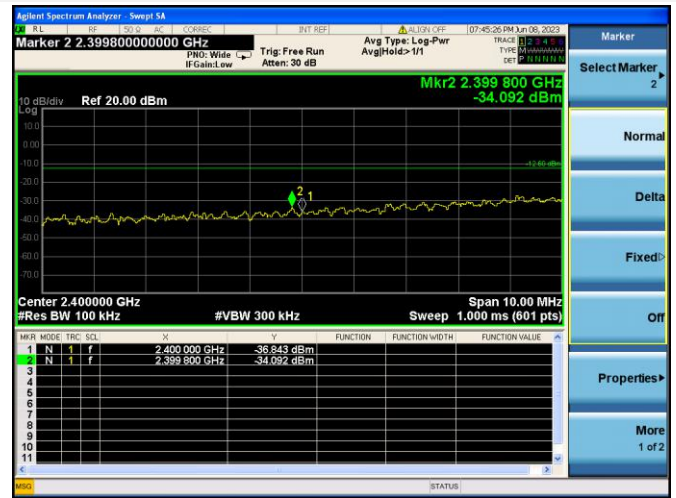 Agilent Spectrum Analyzer - Swept SA
RL RF 50 Ω AC CORREC INT REF ALIGN OFF 07:45:26 PM Jun 08, 2023
Marker 2 2.399800000000 GHz
PNO: Wide
IFGain:Low
Trig: Free Run
Atten: 30 dB
Avg Type: Log-Pwr
Avg|Hold>1/1
TRACE 1 2 3 4 5 6
TYPE
DET P N N N N N
Mkr2 2.399 800 GHz
-34.092 dBm
10 dB/div Ref 20.00 dBm
Log
10.0
0.00
-10.0
-12.60 dBm
-20.0
-30.0
-40.0
-50.0
-60.0
-70.0
2
1
Center 2.400000 GHz Span 10.00 MHz
#Res BW 100 kHz #VBW 300 kHz Sweep 1.000 ms (601 pts)
MKR MODE TRC SCL X Y FUNCTION FUNCTION WIDTH FUNCTION VALUE
1 N 1 f 2.400 000 GHz -36.843 dBm
2 N 1 f 2.399 800 GHz -34.092 dBm
3
4
5
6
7
8
9
10
11
MSG STATUS
Marker
Select Marker
2
Normal
Delta
Fixed
Off
Properties
More
1 of 2